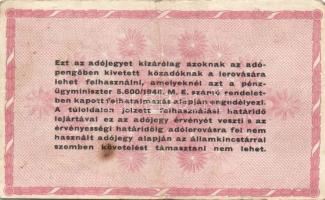 Ezt az adójegyet kizárólag azoknak az adó-
pengőben kivetett közadóknak a lerovására
lehet felhasználni, amelyeknél azt a pénz-
ügyminiszter 5.600/1946. M. E. számú rendelet-
ben kapott felhatalmazás alapján engedélyezi.
A túloldalon jelzett felhasználási határidő
lejártával ez az adójegy érvényét veszti s az
érvényességi határidőig adólerovásra fel nem
használt adójegy alapján az államkincstárral
szemben követelést támasztani nem lehet.